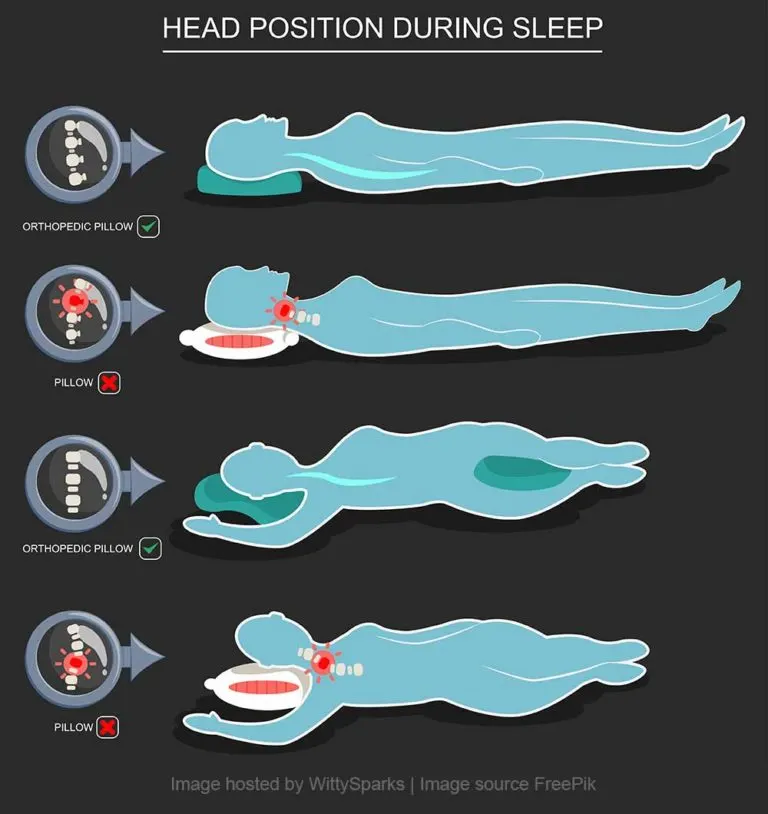 HEAD POSITION DURING SLEEP
ORTHOPEDIC PILLOW
PILLOW
ORTHOPEDIC PILLOW
PILLOW
Image hosted by WittySparks | Image source FreePik